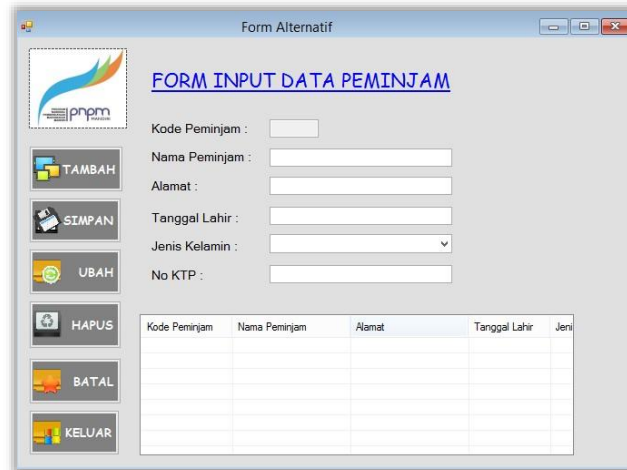 Form Alternatif
pnpm
FORM INPUT DATA PEMINJAM
Kode Peminjam :
Nama Peminjam :
Alamat :
Tanggal Lahir :
Jenis Kelamin :
No KTP :
TAMBAH
SIMPAN
UBAH
HAPUS
BATAL
KELUAR
Kode Peminjam Nama Peminjam Alamat Tanggal Lahir Jeni